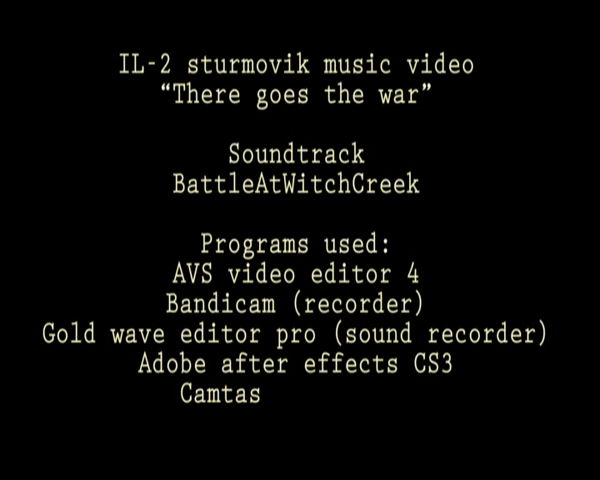 IL-2 sturmovik music video
“There goes the war”
Soundtrack
BattleAtWitchCreek
Programs used:
AVS video editor 4
Bandicam (recorder)
Gold wave editor pro (sound recorder)
Adobe after effects CS3
Camtas